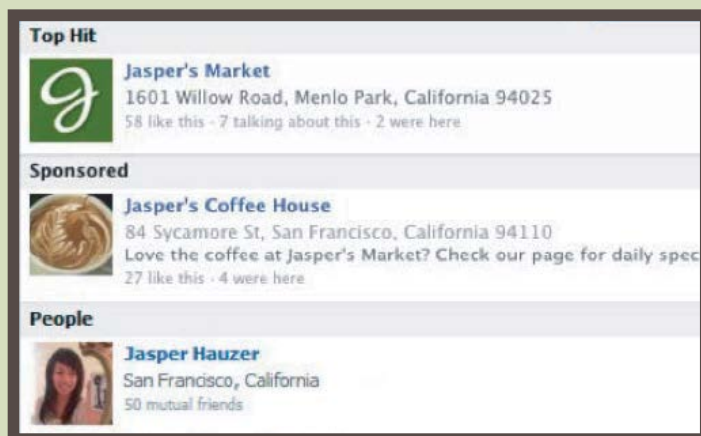 Top Hit
Jasper's Market
1601 Willow Road, Menlo Park, California 94025
58 like this · 7 talking about this · 2 were here
Sponsored
Jasper's Coffee House
84 Sycamore St, San Francisco, California 94110
Love the coffee at Jasper's Market? Check our page for daily spec
27 like this · 4 were here
People
Jasper Hauzer
San Francisco, California
50 mutual friends